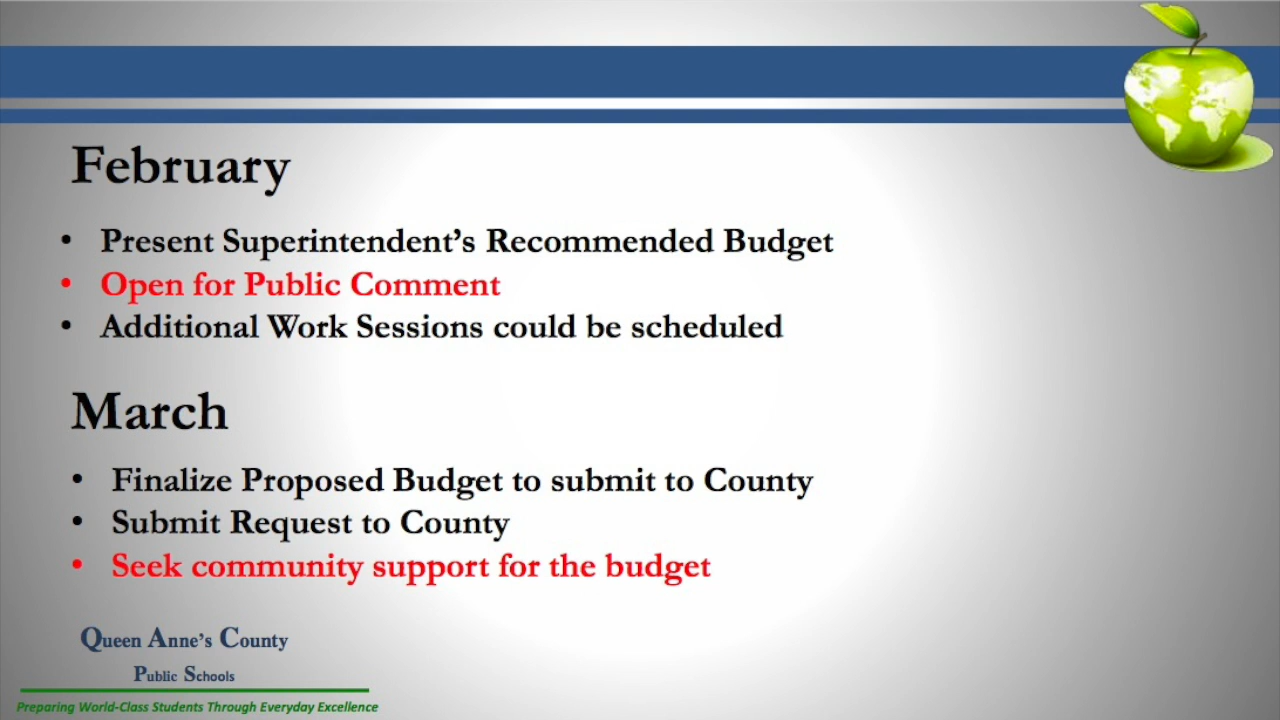 February
• Present Superintendent’s Recommended Budget
• Open for Public Comment
• Additional Work Sessions could be scheduled
March
• Finalize Proposed Budget to submit to County
• Submit Request to County
• Seek community support for the budget
Queen Anne’s County
Public Schools
Preparing World-Class Students Through Everyday Excellence